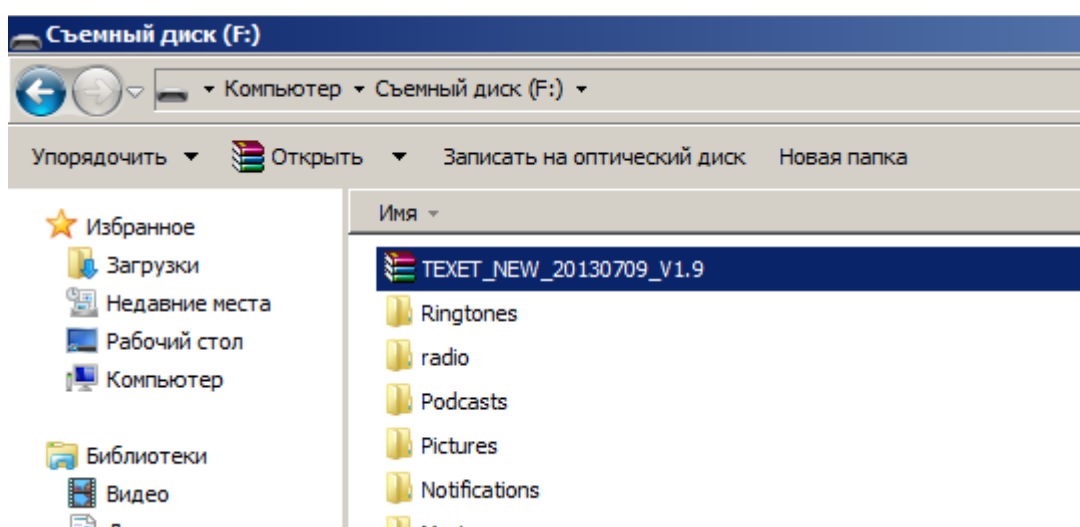 Съемный диск (F:)
Компьютер Съемный диск (F:)
Упорядочить Открыть Записать на оптический диск Новая папка
Имя
Избранное
Загрузки
Недавние места
Рабочий стол
Компьютер
Библиотеки
Видео
TEXET_NEW_20130709_V1.9
Ringtones
radio
Podcasts
Pictures
Notifications